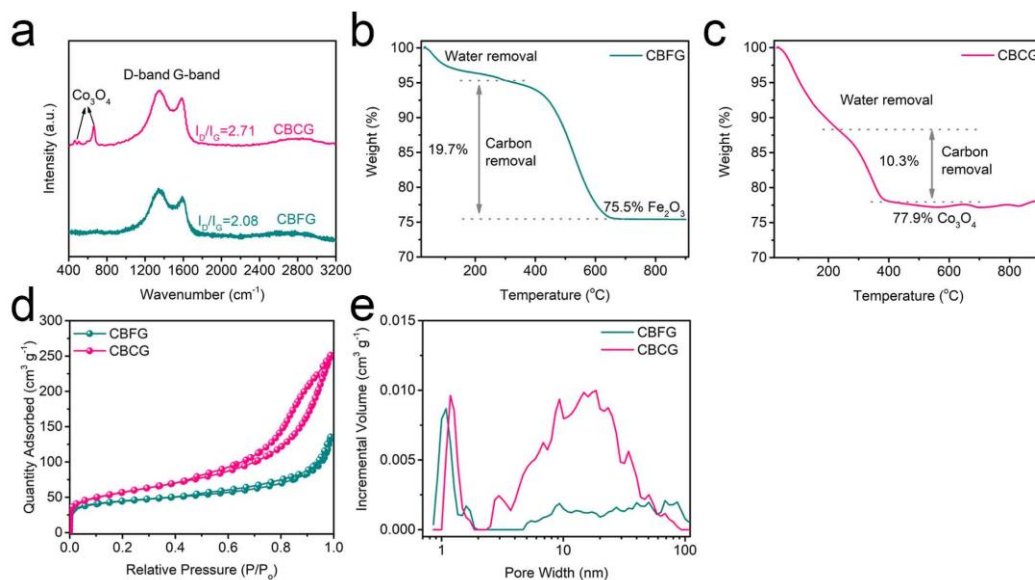 a
Intensity (a.u.)
D-band G-band
Co₃O₄
I_D/I_G=2.71
CBCG
I_D/I_G=2.08
CBFG
400 800 1200 1600 2000 2400 2800 3200
Wavenumber (cm⁻¹)
b
Weight (%)
100
95
90
85
80
75
70
Water removal
CBFG
19.7%
Carbon
removal
75.5% Fe₂O₃
200 400 600 800
Temperature (°C)
c
Weight (%)
100
95
90
85
80
75
70
CBCG
Water removal
10.3%
Carbon
removal
77.9% Co₃O₄
200 400 600 800
Temperature (°C)
d
Quantity Adsorbed (cm³ g⁻¹)
300
250
200
150
100
50
0
CBFG
CBCG
0.0 0.2 0.4 0.6 0.8 1.0
Relative Pressure (P/P₀)
e
Incremental Volume (cm³ g⁻¹)
0.015
0.010
0.005
0.000
CBFG
CBCG
1 10 100
Pore Width (nm)